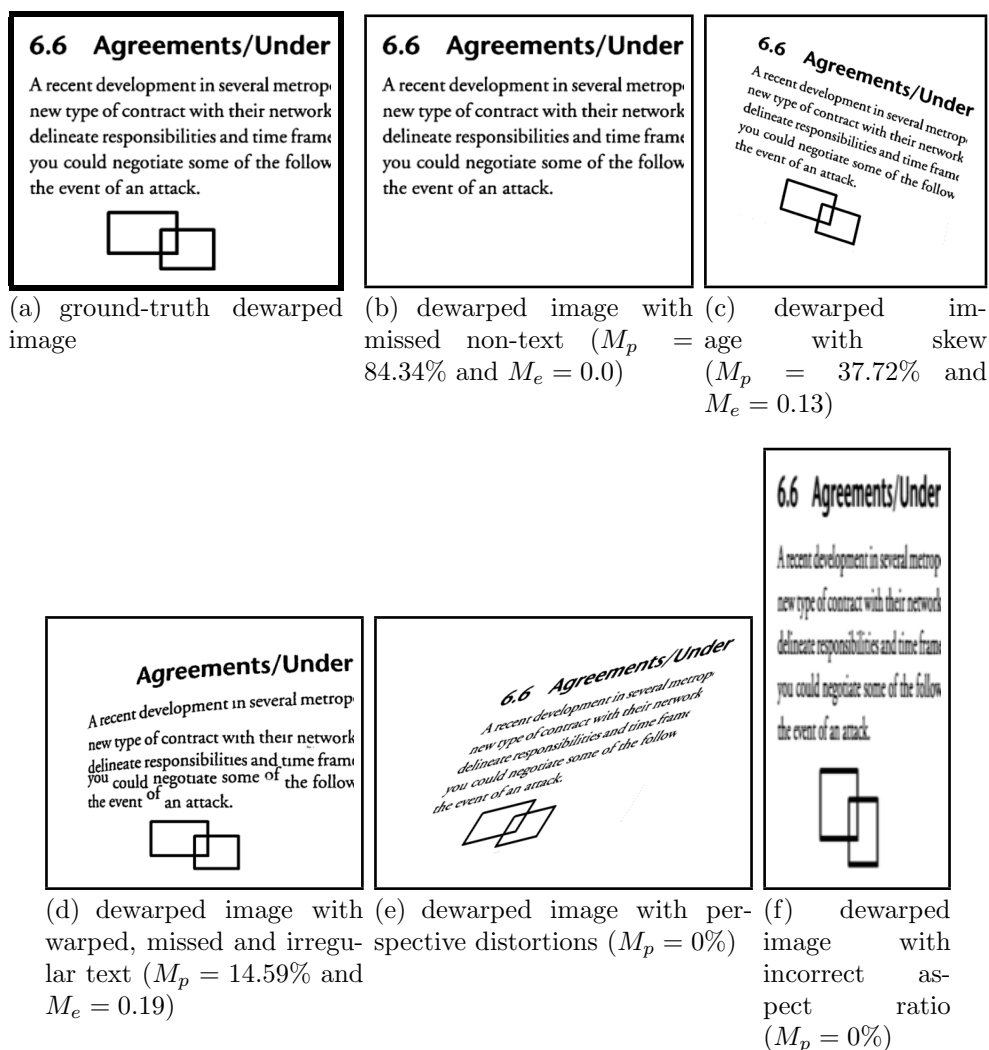 6.6 Agreements/Under
A recent development in several metrop
new type of contract with their network
delineate responsibilities and time frame
you could negotiate some of the follow
the event of an attack.
(a) ground-truth dewarped
image
6.6 Agreements/Under
A recent development in several metrop
new type of contract with their network
delineate responsibilities and time frame
you could negotiate some of the follow
the event of an attack.
(b) dewarped image with
missed non-text (M_p =
84.34% and M_e = 0.0)
6.6 Agreements/Under
A recent development in several metrop
new type of contract with their network
delineate responsibilities and time frame
you could negotiate some of the follow
the event of an attack.
(c) dewarped im-
age with skew
(M_p = 37.72% and
M_e = 0.13)
Agreements/Under
A recent development in several metrop
new type of contract with their network
delineate responsibilities and time frame
you could negotiate some of the follow
the event of an attack.
(d) dewarped image with
warped, missed and irregu-
lar text (M_p = 14.59% and
M_e = 0.19)
6.6 Agreements/Under
A recent development in several metrop
new type of contract with their network
delineate responsibilities and time frame
you could negotiate some of the follow
the event of an attack.
(e) dewarped image with per-
spective distortions (M_p = 0%)
6.6 Agreements/Under
A recent development in several metrop
new type of contract with their network
delineate responsibilities and time frame
you could negotiate some of the follow
the event of an attack.
(f) dewarped
image with
incorrect as-
pect ratio
(M_p = 0%)